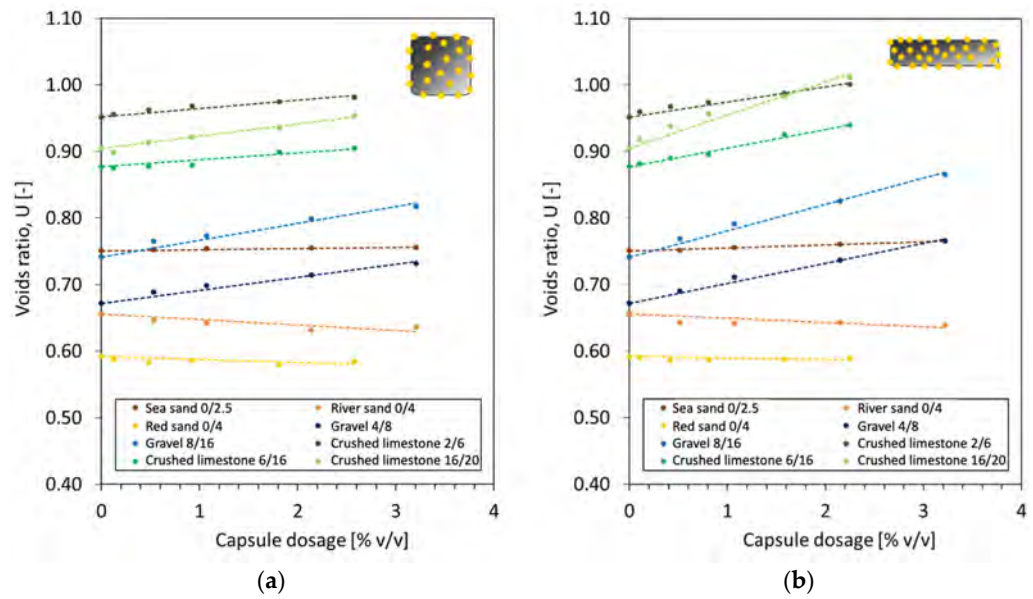 1.10
1.00
0.90
0.80
0.70
0.60
0.50
0.40
Voids ratio, U [-]
Sea sand 0/2.5 River sand 0/4
Red sand 0/4 Gravel 4/8
Gravel 8/16 Crushed limestone 2/6
Crushed limestone 6/16 Crushed limestone 16/20
0 1 2 3 4
Capsule dosage [% v/v]
(a)
1.10
1.00
0.90
0.80
0.70
0.60
0.50
0.40
Voids ratio, U [-]
Sea sand 0/2.5 River sand 0/4
Red sand 0/4 Gravel 4/8
Gravel 8/16 Crushed limestone 2/6
Crushed limestone 6/16 Crushed limestone 16/20
0 1 2 3 4
Capsule dosage [% v/v]
(b)